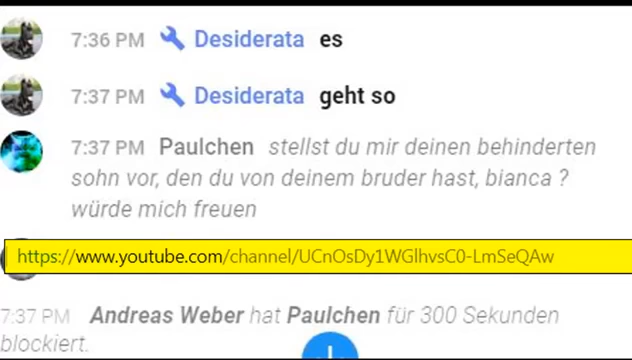 7:36 PM Desiderata es
7:37 PM Desiderata geht so
7:37 PM Paulchen stellst du mir deinen behinderten
sohn vor, den du von deinem bruder hast, bianca ?
würde mich freuen
https://www.youtube.com/channel/UCnOsDy1WGlhvsC0-LmSeQAw
7:37 PM Andreas Weber hat Paulchen für 300 Sekunden
blockiert.